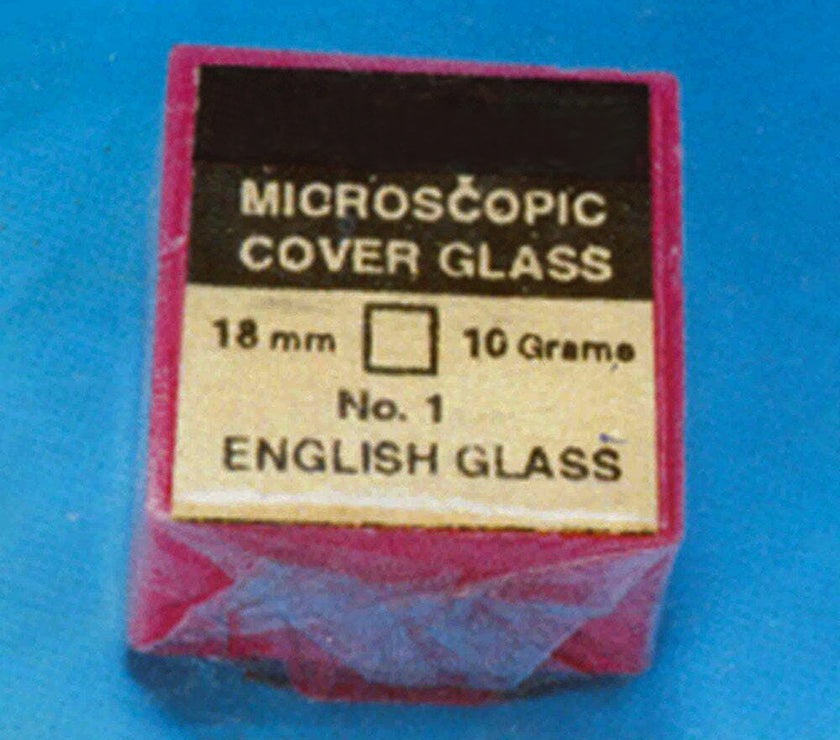 MICROSCOPIC
COVER GLASS
18 mm 10 Grams
No. 1
ENGLISH GLASS